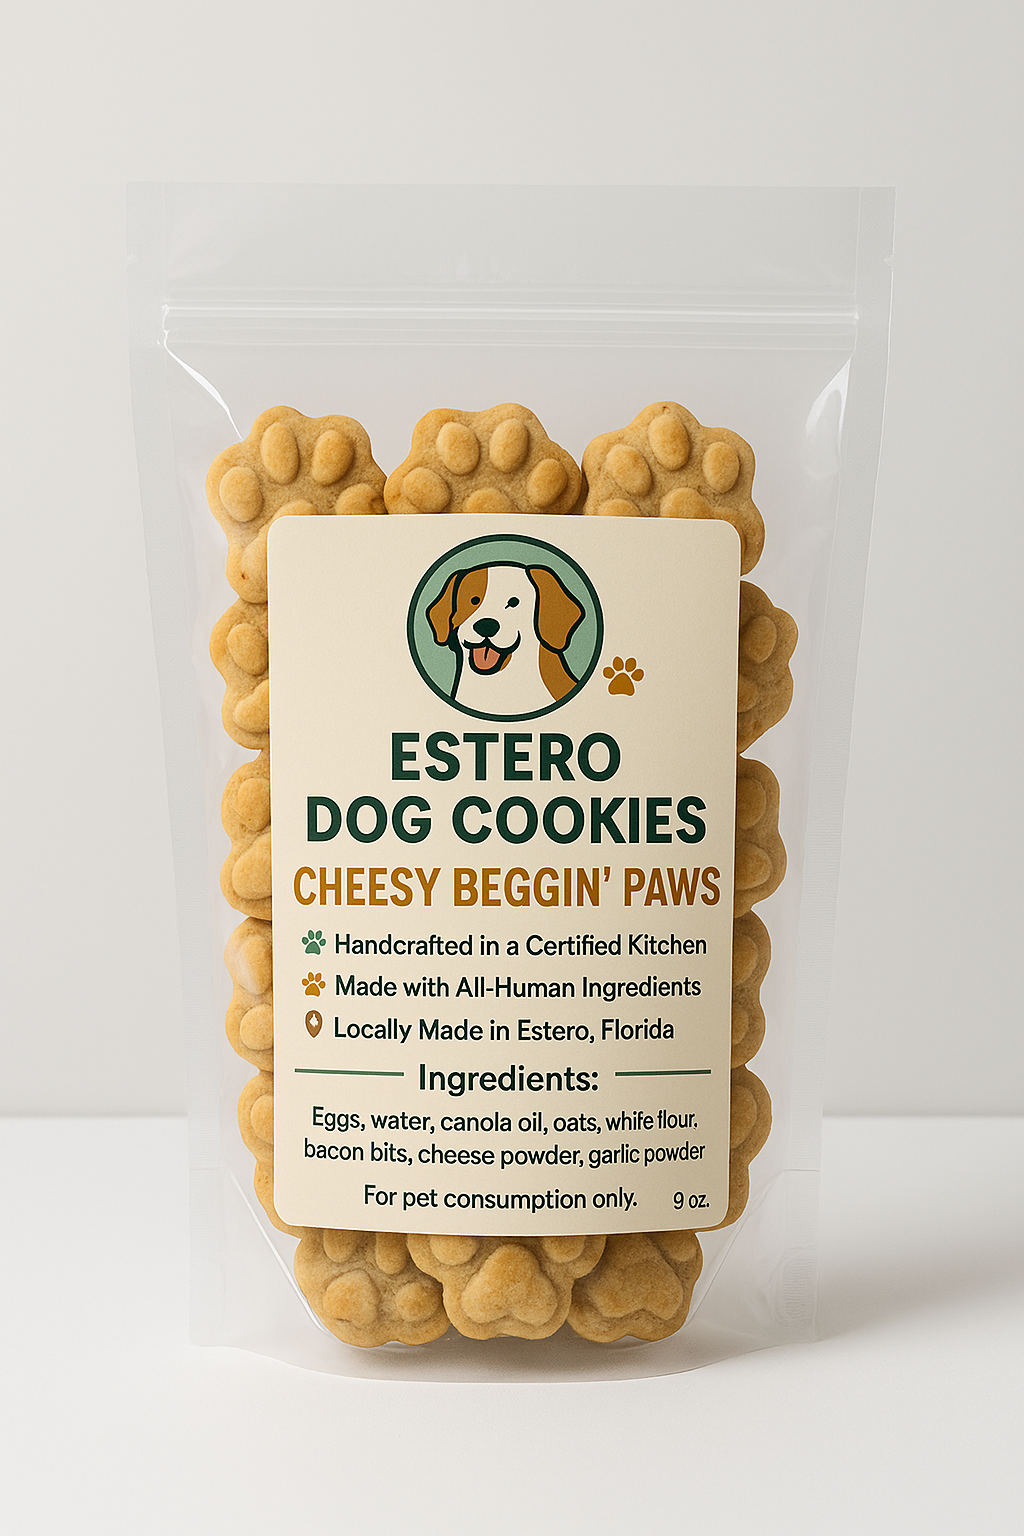 ESTERO
DOG COOKIES
CHEESY BEGGIN' PAWS
Handcrafted in a Certified Kitchen
Made with All-Human Ingredients
Locally Made in Estero, Florida
Ingredients:
Eggs, water, canola oil, oats, white flour,
bacon bits, cheese powder, garlic powder
For pet consumption only. 9 oz.